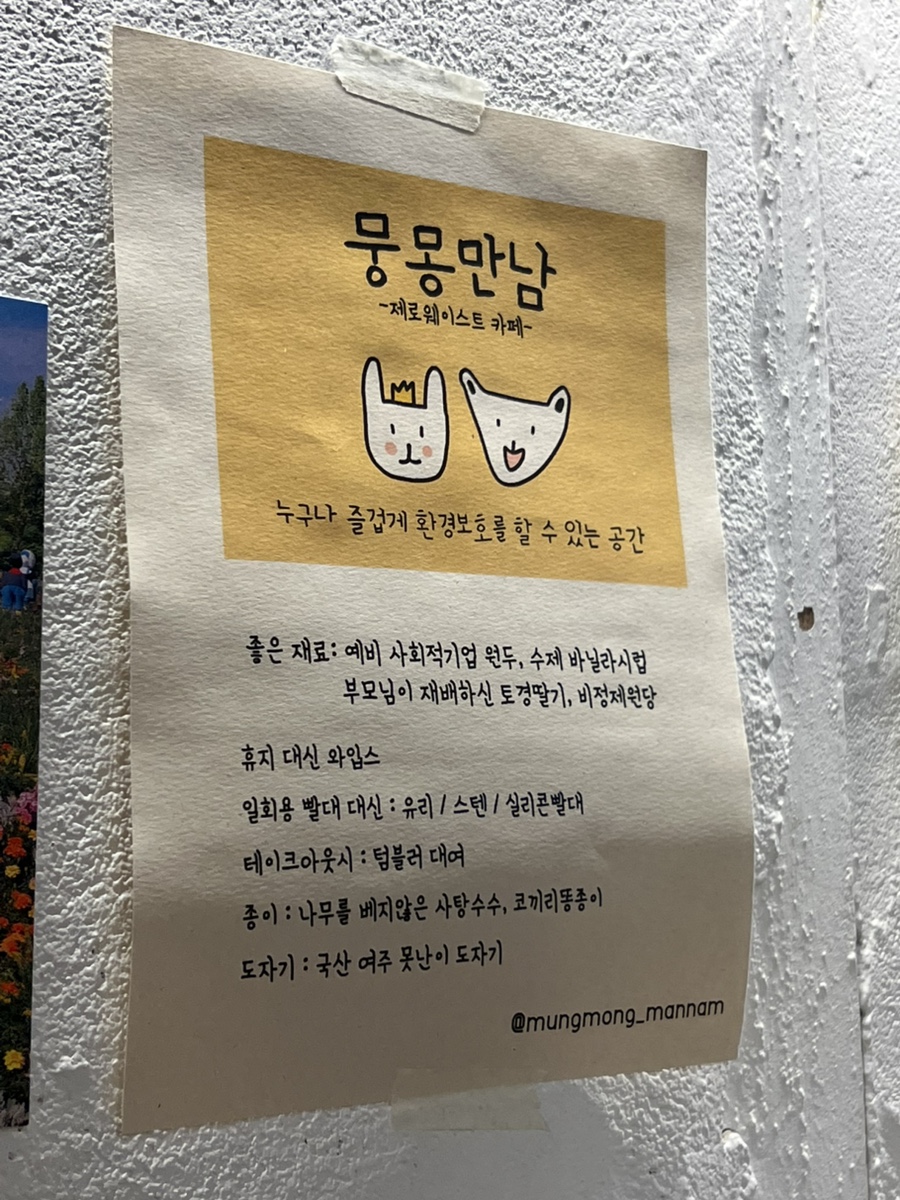 뭉몽만남
-제로웨이스트 카페-
누구나 즐겁게 환경보호를 할 수 있는 공간
좋은 재료: 예비 사회적기업 원두, 수제 바닐라시럽
부모님이 재배하신 토경딸기, 비정제원당
휴지 대신 와입스
일회용 빨대 대신 : 유리 / 스텐 / 실리콘빨대
테이크아웃시 : 텀블러 대여
종이 : 나무를 베지않은 사탕수수, 코끼리똥종이
도자기 : 국산 여주 못난이 도자기
@mungmong_mannam